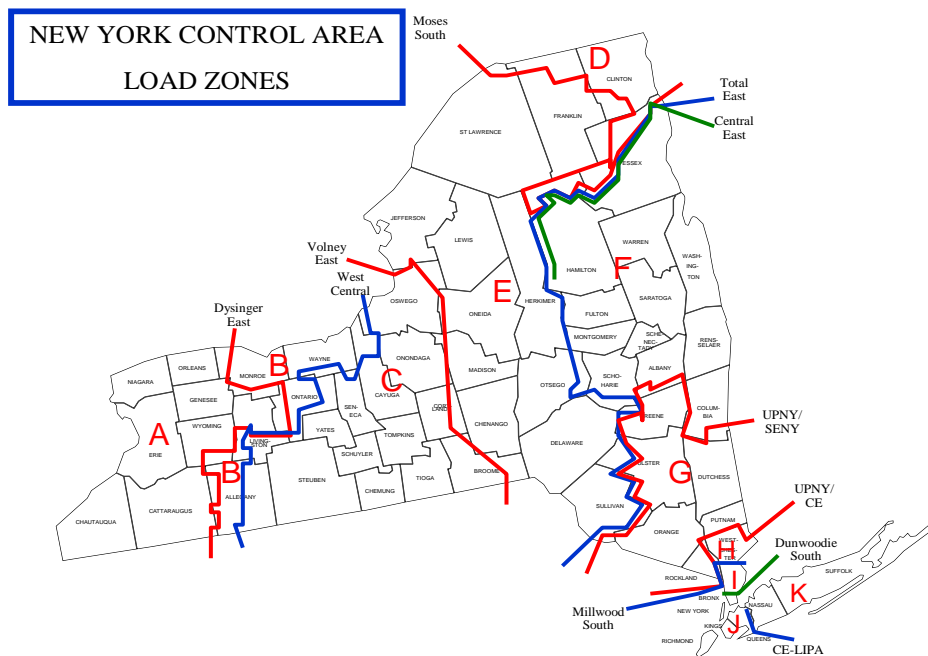 NEW YORK CONTROL AREA
LOAD ZONES
Moses
South
D
CLINTON
Total
East
FRANKLIN
Central
East
ST LAWRENCE
ESSEX
JEFFERSON
LEWIS
WARREN
WASH-
ING-
TON
Volney
East
West
Central
HAMILTON
F
E
OSWEGO
HERKIMER
SARATOGA
ONEIDA
FULTON
Dysinger
East
MONTGOMERY
SCHE-
NEC-
TADY
RENS-
SELAER
WAYNE
ONONDAGA
ORLEANS
B
MONROE
MADISON
ALBANY
NIAGARA
C
OTSEGO
SCHO-
HARIE
GENESEE
ONTARIO
CAYUGA
SEN-
ECA
CORT
LAND
COLUM-
BIA
GREENE
UPNY/
SENY
WYOMING
CHENANGO
A
YATES
TOMPKINS
LIVING-
STON
DELAWARE
ERIE
SCHUYLER
ULSTER
B
G
BROOME
STEUBEN
TIOGA
DUTCHESS
CHEMUNG
ALLEGANY
UPNY/
CE
SULLIVAN
CATTARAUGUS
CHAUTAUQUA
PUTNAM
ORANGE
WEST-
CHES-
TER
H
Dunwoodie
South
SUFFOLK
ROCKLAND
I
K
BRONX
NASSAU
Millwood
South
NEW YORK
KINGS
J
RICHMOND
QUEENS
CE-LIPA